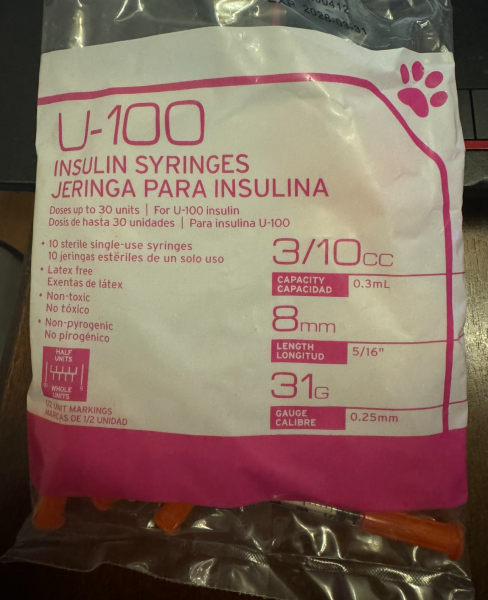 U-100
INSULIN SYRINGES
JERINGA PARA INSULINA
Doses up to 30 units | For U-100 insulin
Dosis de hasta 30 unidades | Para insulina U-100
• 10 sterile single-use syringes
10 jeringas estériles de un solo uso
• Latex free
Exentas de látex
• Non-toxic
No tóxico
• Non-pyrogenic
No pirogénico
HALF
UNITS
WHOLE
UNITS
1/2 UNIT MARKINGS
MARCAS DE 1/2 UNIDAD
3/10cc
CAPACITY
CAPACIDAD
0.3mL
8mm
LENGTH
LONGITUD
5/16"
31G
GAUGE
CALIBRE
0.25mm